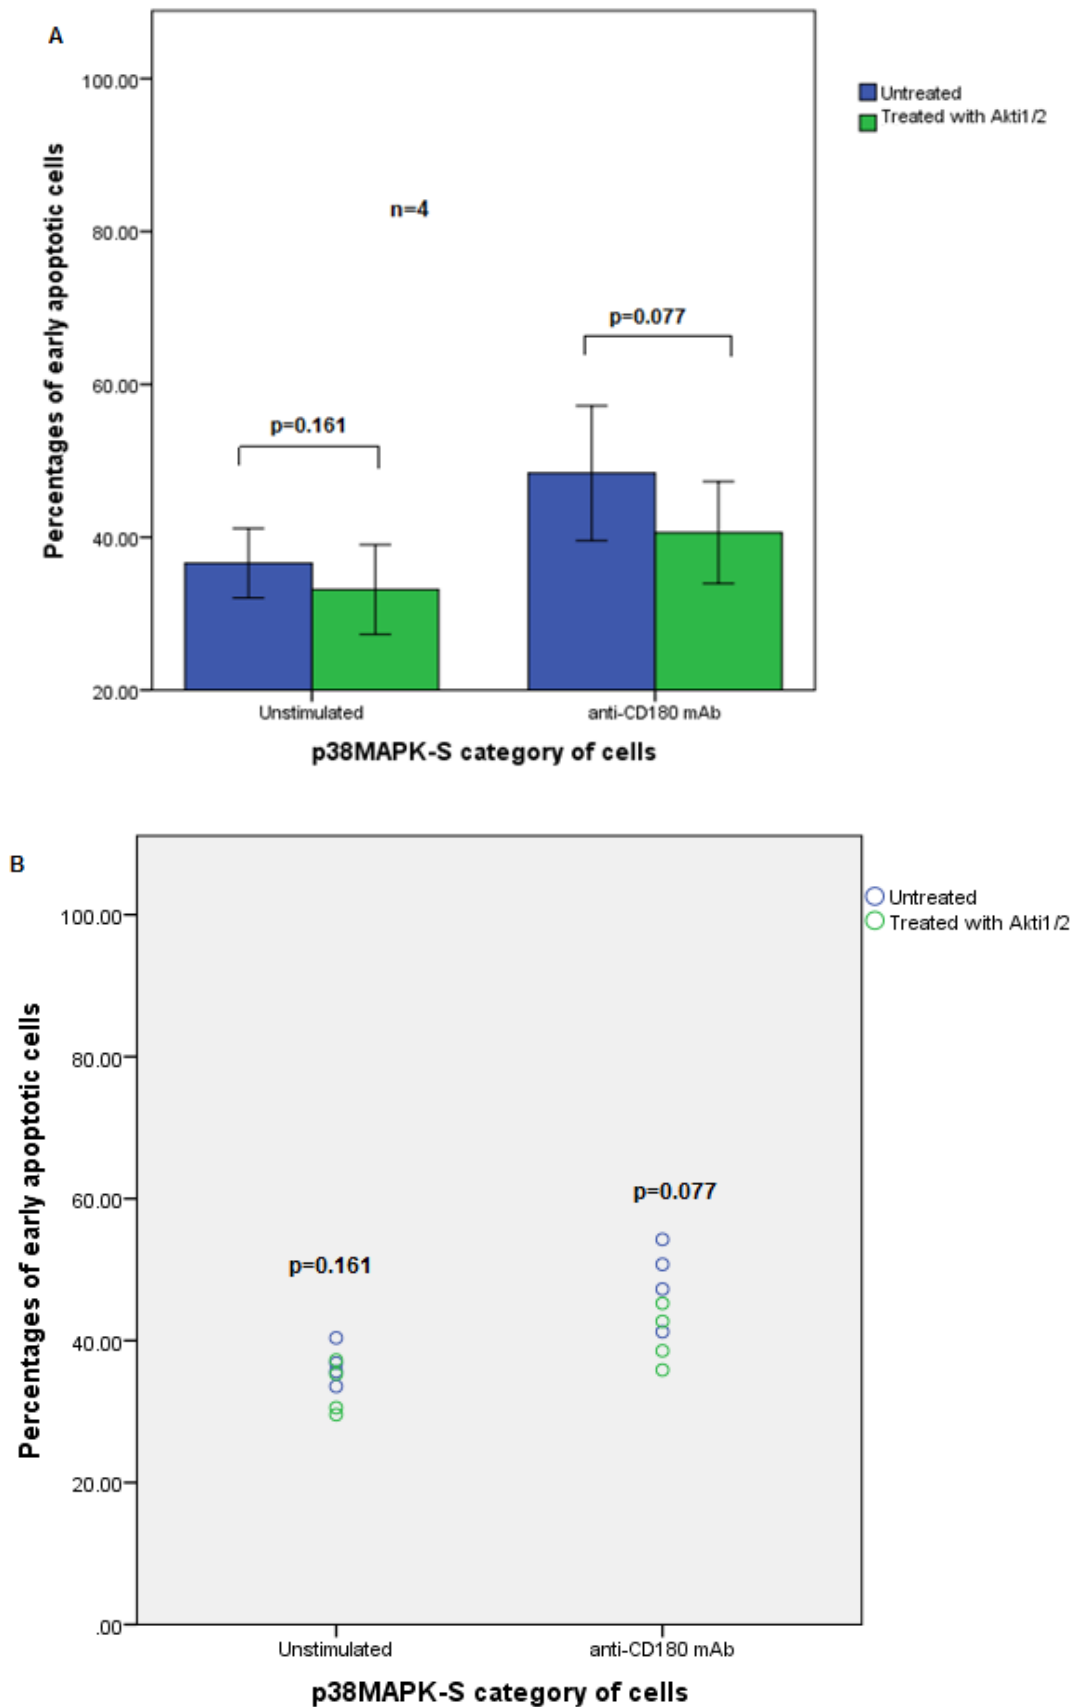 A
Percentages of early apoptotic cells
100.00
80.00
60.00
40.00
20.00
n=4
p=0.161
p=0.077
Untreated
Treated with Akti1/2
Unstimulated
anti-CD180 mAb
p38MAPK-S category of cells
B
Percentages of early apoptotic cells
100.00
80.00
60.00
40.00
20.00
.00
p=0.161
p=0.077
Untreated
Treated with Akti1/2
Unstimulated
anti-CD180 mAb
p38MAPK-S category of cells